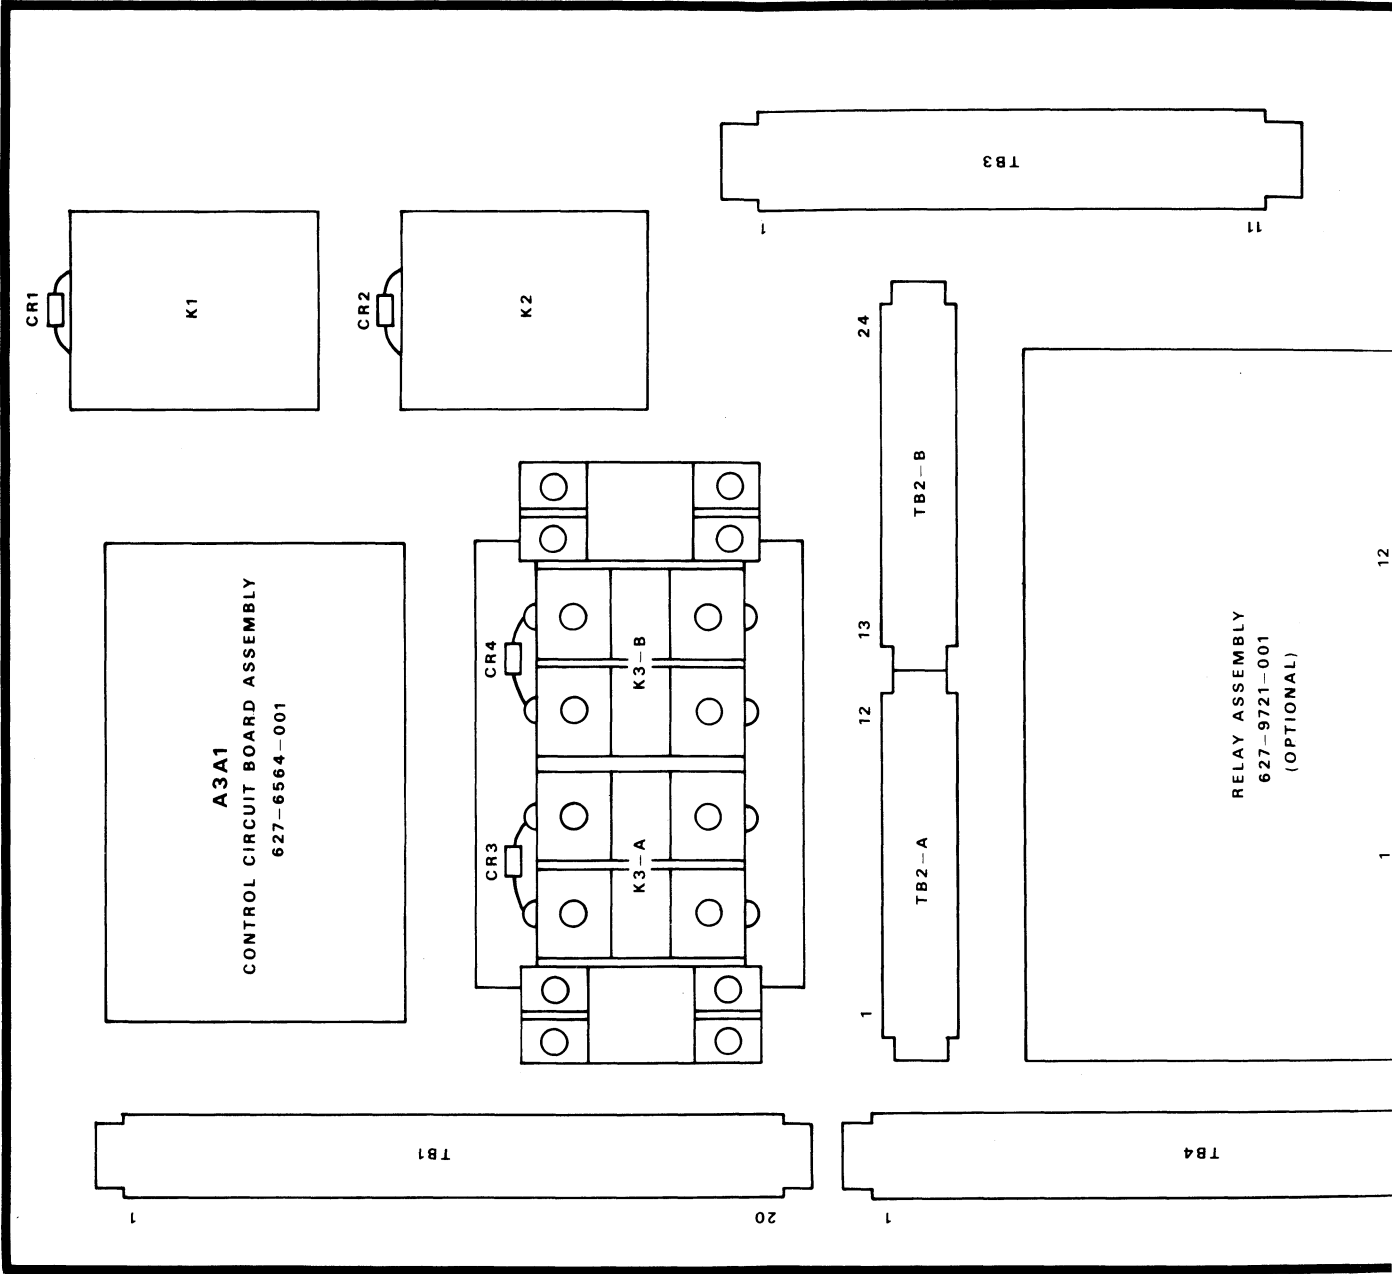 TB3
1
11
CR1
K1
CR2
K2
24
TB2-B
13
12
TB2-A
1
A3A1
CONTROL CIRCUIT BOARD ASSEMBLY
627-6564-001
CR4
K3-B
CR3
K3-A
RELAY ASSEMBLY
627-9721-001
(OPTIONAL)
12
1
TB1
1
20
TB4
1